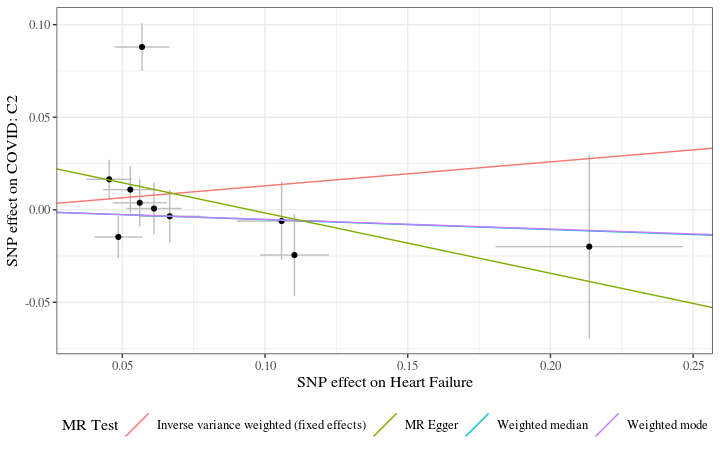 0.10
0.05
0.00
-0.05
SNP effect on COVID: C2
0.05 0.10 0.15 0.20 0.25
SNP effect on Heart Failure
MR Test Inverse variance weighted (fixed effects) MR Egger Weighted median Weighted mode